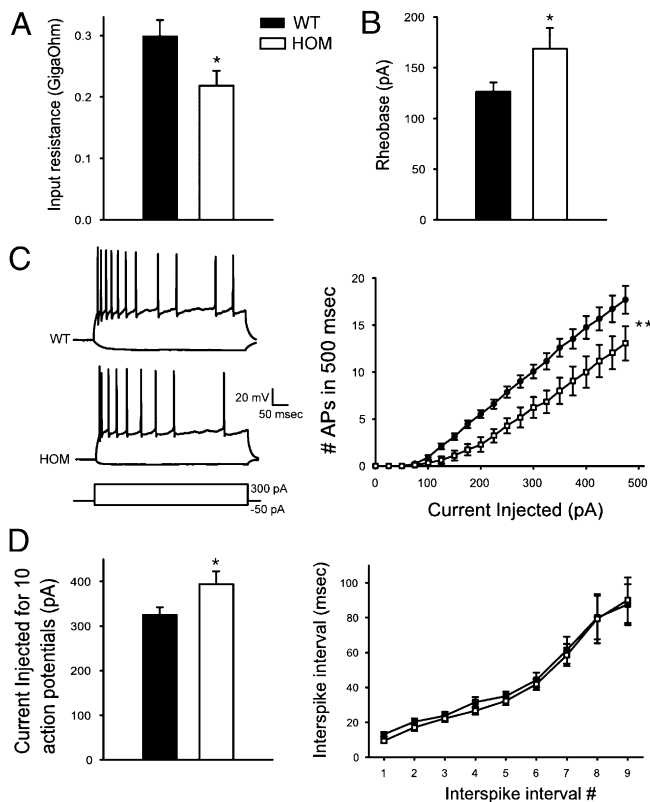 A
Input resistance (GigaOhm)
0.3
0.2
0.1
0.0
*
WT
HOM
B
Rheobase (pA)
200
150
100
50
0
*
C
WT
HOM
20 mV
50 msec
300 pA
-50 pA
# APs in 500 msec
20
15
10
5
0
**
0 100 200 300 400 500
Current Injected (pA)
D
Current Injected for 10
action potentials (pA)
400
300
200
100
0
*
Interspike interval (msec)
100
80
60
40
20
0
1 2 3 4 5 6 7 8 9
Interspike interval #